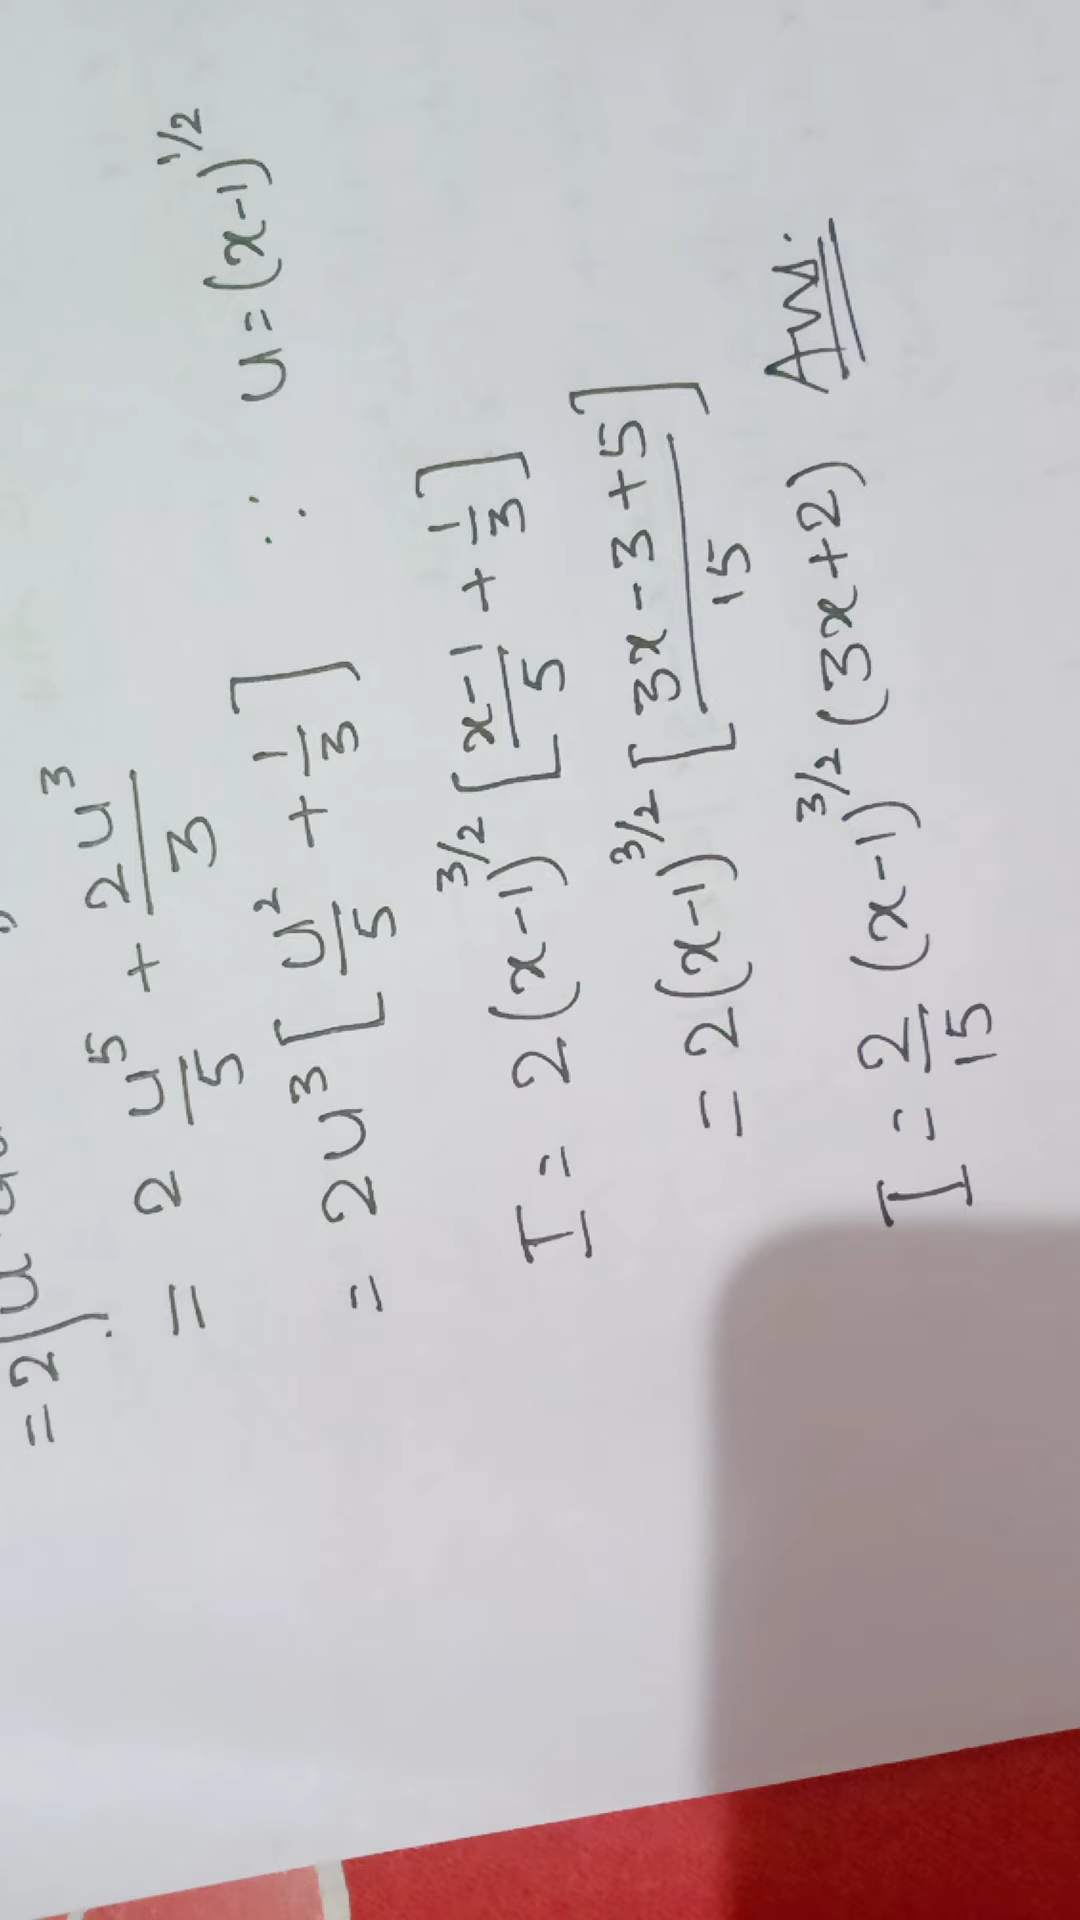 = 2∫u
= 2 u⁵/5 + 2u³/3
= 2u³ [u²/5 + 1/3] ∴ u = (x-1)^1/2
I = 2(x-1)^3/2 [(x-1)/5 + 1/3]
= 2(x-1)^3/2 [(3x-3+5)/15]
I = 2/15 (x-1)^3/2 (3x+2) Ans.